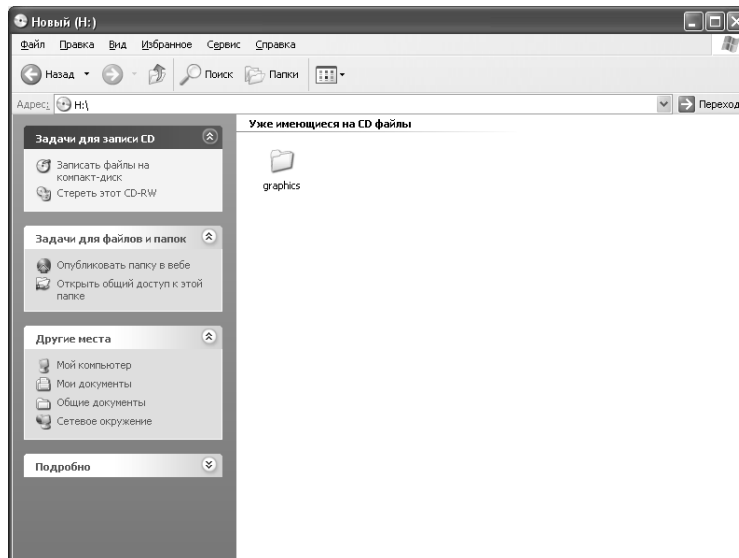 Новый (H:)
Файл Правка Вид Избранное Сервис Справка
Назад Поиск Папки
Адрес: H:\ Переход
Задачи для записи CD
Записать файлы на
компакт-диск
Стереть этот CD-RW
Задачи для файлов и папок
Опубликовать папку в вебе
Открыть общий доступ к этой
папке
Другие места
Мой компьютер
Мои документы
Общие документы
Сетевое окружение
Подробно
Уже имеющиеся на CD файлы
graphics